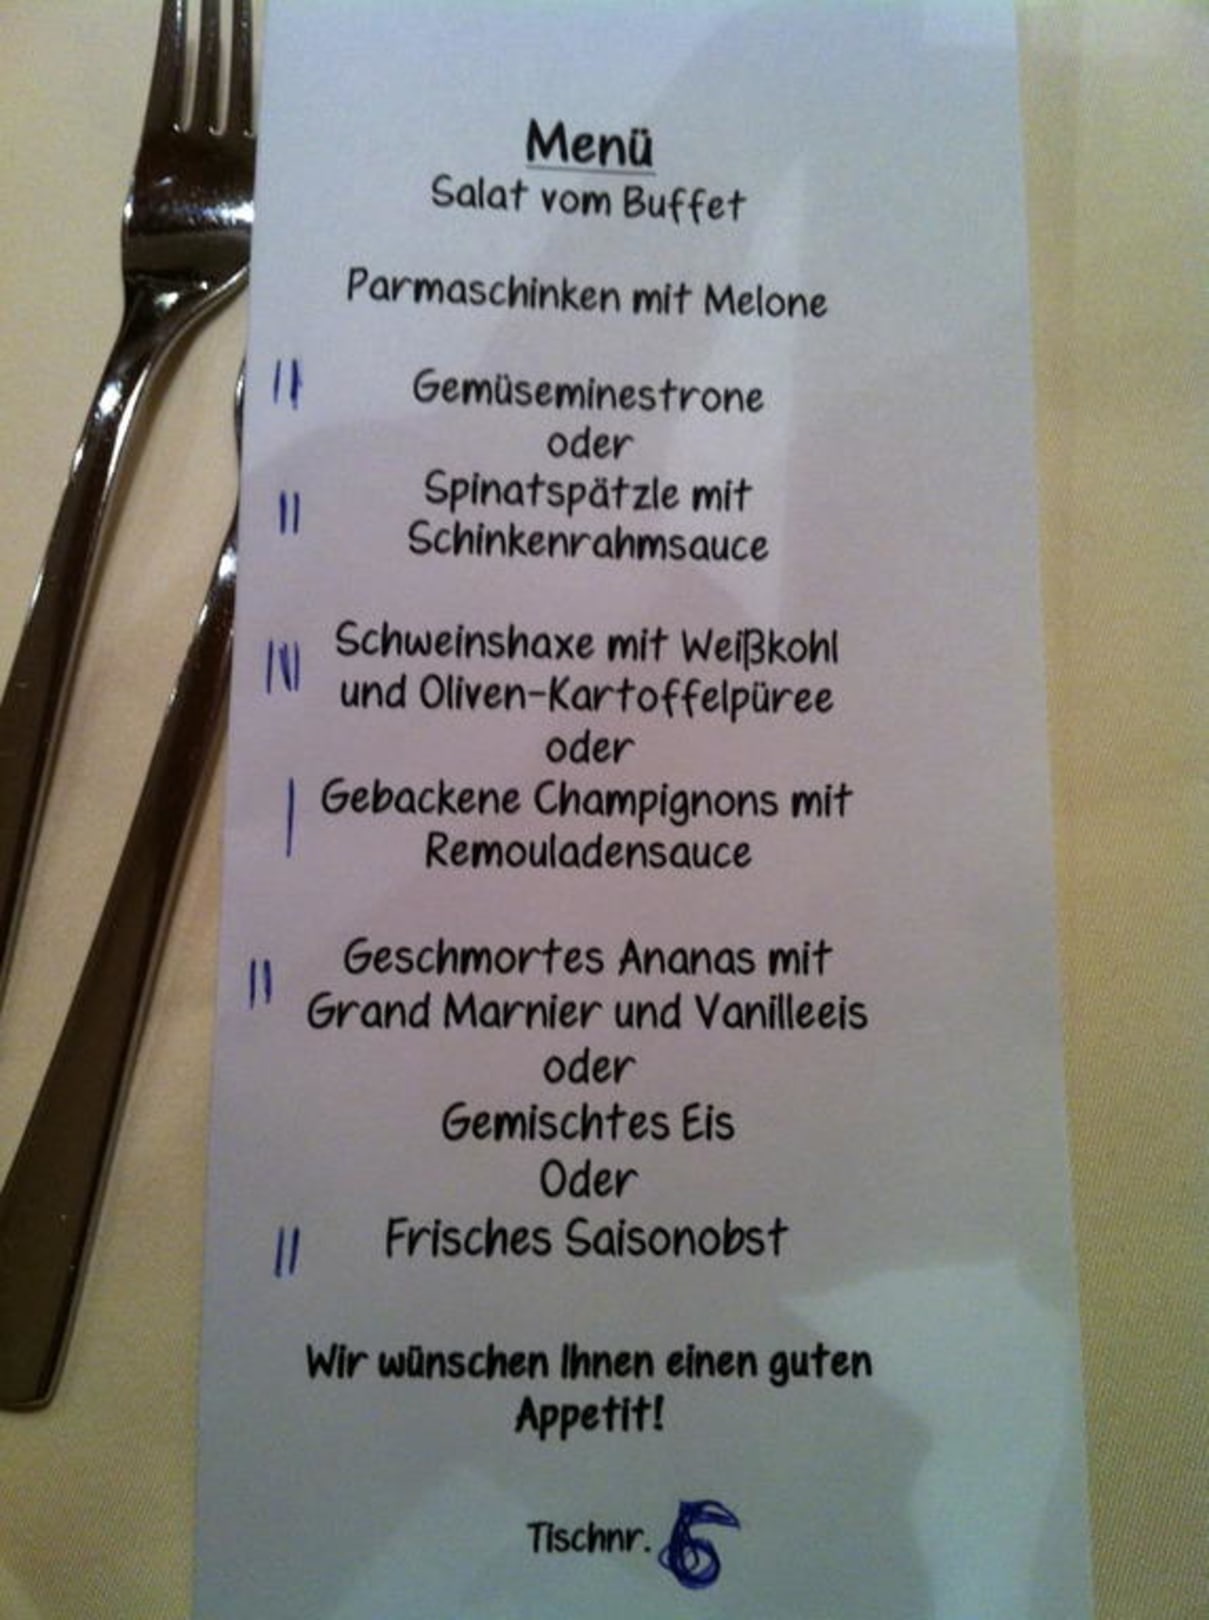 Menü
Salat vom Buffet
Parmaschinken mit Melone
Gemüseminestrone
oder
Spinatspätzle mit
Schinkenrahmsauce
Schweinshaxe mit Weißkohl
und Oliven-Kartoffelpüree
oder
Gebackene Champignons mit
Remouladensauce
Geschmortes Ananas mit
Grand Marnier und Vanilleeis
oder
Gemischtes Eis
Oder
Frisches Saisonobst
Wir wünschen Ihnen einen guten
Appetit!
Tischnr.